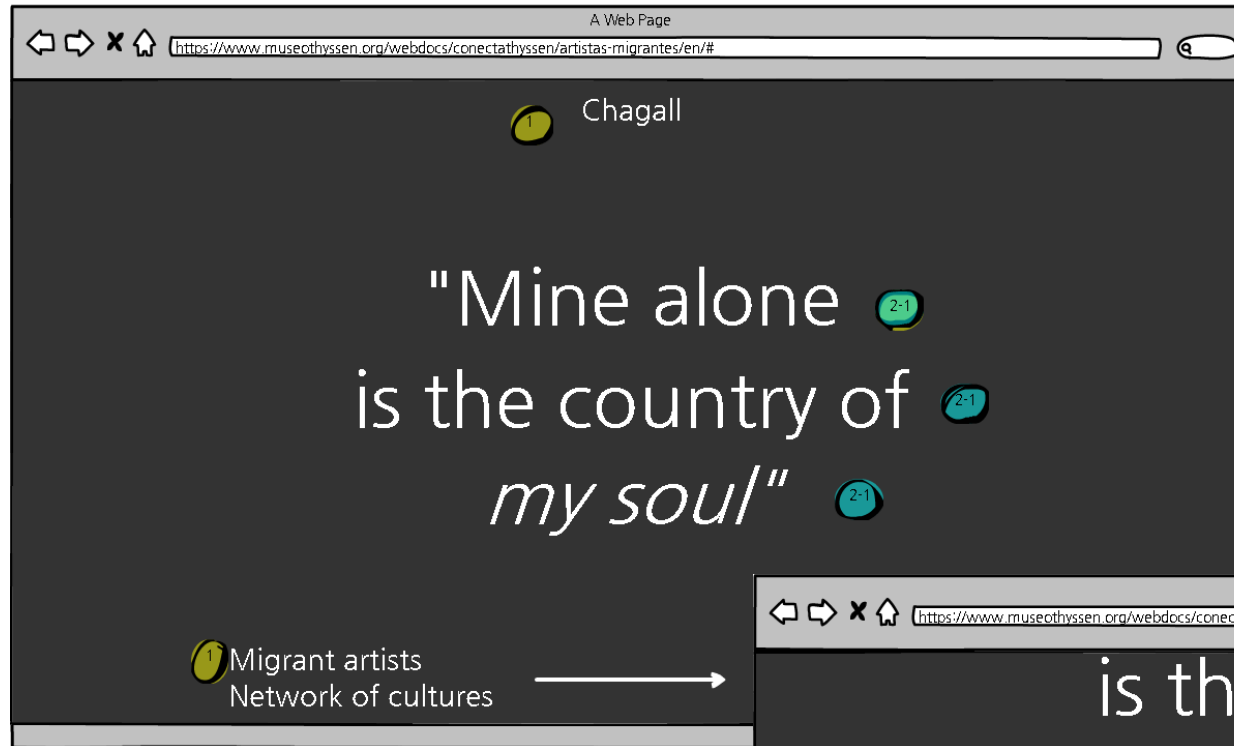 A Web Page
https://www.museothyssen.org/webdocs/conectathyssen/artistas-migrantes/en/#
1
Chagall
"Mine alone
2-1
is the country of
2-1
my soul"
2-1
1
Migrant artists
Network of cultures
https://www.museothyssen.org/webdocs/conec
is th